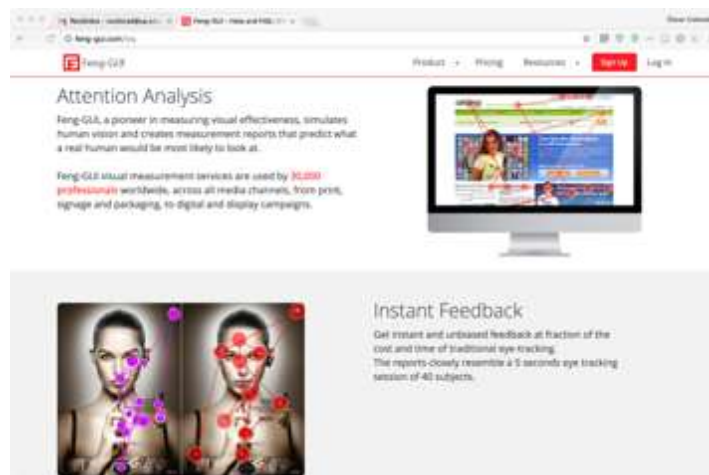 Feng-GUI
Product
Pricing
Resources
Sign Up
Log In
Attention Analysis
Feng-GUI, a pioneer in measuring visual effectiveness, simulates
human vision and creates measurement reports that predict what
a real human would be most likely to look at.
Feng-GUI visual measurement services are used by 30,000
professionals worldwide, across all media channels, from print,
signage and packaging, to digital and display campaigns.
Instant Feedback
Get instant and unbiased feedback at fraction of the
cost and time of traditional eye-tracking.
The reports closely resemble a 5 seconds eye tracking
session of 40 subjects.